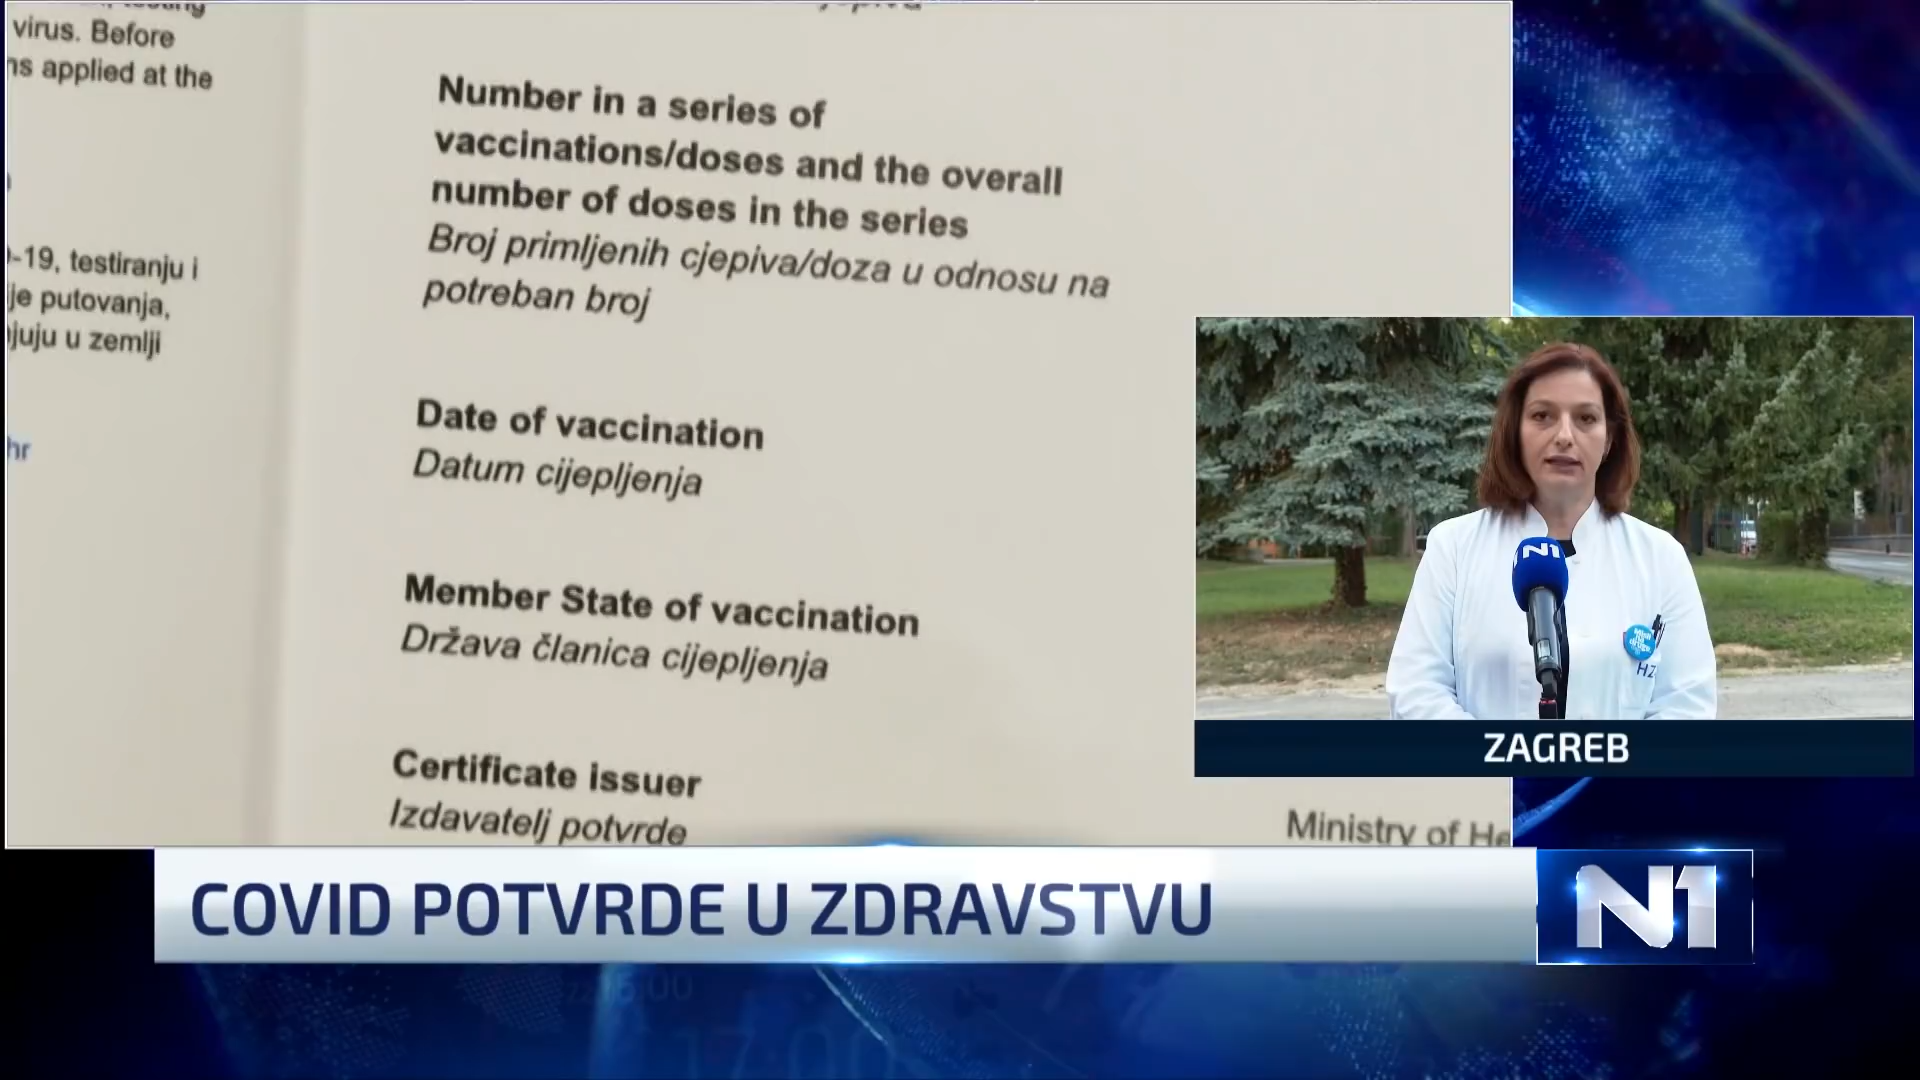 virus. Before
applied at the
-19, testiranju i
je putovanja,
u zemlji
hr
Number in a series of
vaccinations/doses and the overall
number of doses in the series
Broj primljenih cjepiva/doza u odnosu na
potreban broj
Date of vaccination
Datum cijepljenja
Member State of vaccination
Država članica cijepljenja
Certificate issuer
Izdavatelj potvrde
Ministry of He
N1
HZ
ZAGREB
COVID POTVRDE U ZDRAVSTVU
N1
17:00